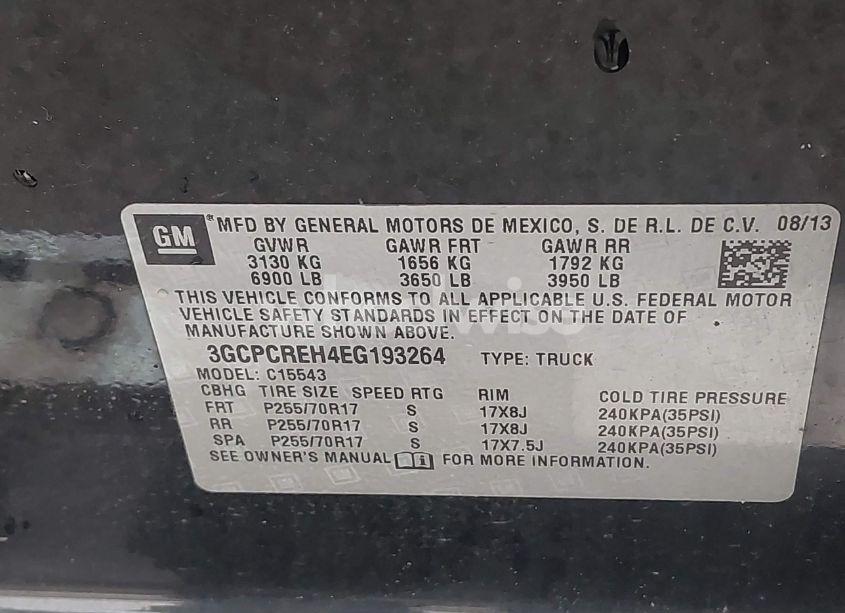 GM ® MFD BY GENERAL MOTORS DE MEXICO, S. DE R.L. DE C.V. 08/13
GVWR GAWR FRT GAWR RR
3130 KG 1656 KG 1792 KG
6900 LB 3650 LB 3950 LB
THIS VEHICLE CONFORMS TO ALL APPLICABLE U.S. FEDERAL MOTOR
VEHICLE SAFETY STANDARDS IN EFFECT ON THE DATE OF
MANUFACTURE SHOWN ABOVE.
3GCPCREH4EG193264 TYPE: TRUCK
MODEL: C15543
CBHG TIRE SIZE SPEED RTG RIM COLD TIRE PRESSURE
FRT P255/70R17 S 17X8J 240KPA(35PSI)
RR P255/70R17 S 17X8J 240KPA(35PSI)
SPA P255/70R17 S 17X7.5J 240KPA(35PSI)
SEE OWNER'S MANUAL FOR MORE INFORMATION.